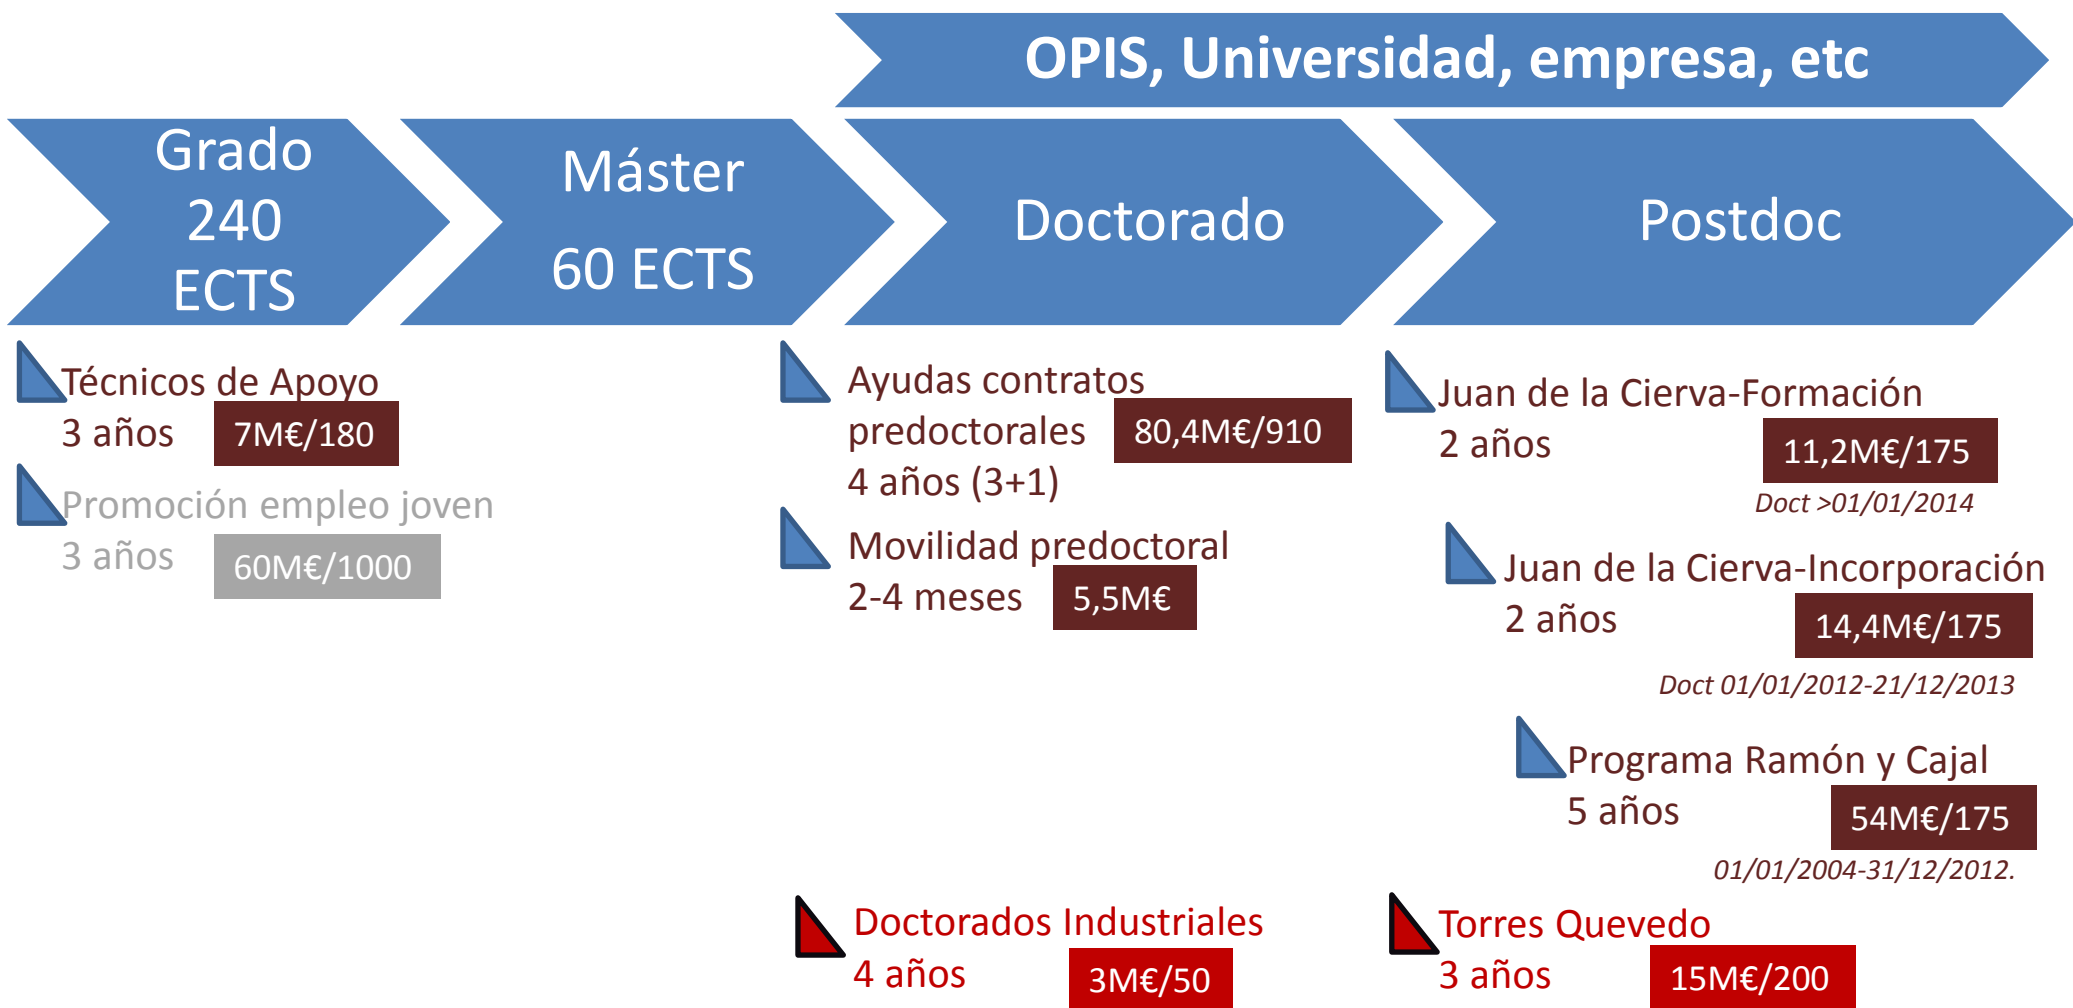 OPIS, Universidad, empresa, etc
Grado
240
ECTS
Máster
60 ECTS
Doctorado
Postdoc
Técnicos de Apoyo
3 años
7M€/180
Promoción empleo joven
3 años
60M€/1000
Ayudas contratos
predoctorales
80,4M€/910
4 años (3+1)
Movilidad predoctoral
2-4 meses
5,5M€
Doctorados Industriales
4 años
3M€/50
Juan de la Cierva-Formación
2 años
11,2M€/175
Doct >01/01/2014
Juan de la Cierva-Incorporación
2 años
14,4M€/175
Doct 01/01/2012-21/12/2013
Programa Ramón y Cajal
5 años
54M€/175
01/01/2004-31/12/2012.
Torres Quevedo
3 años
15M€/200